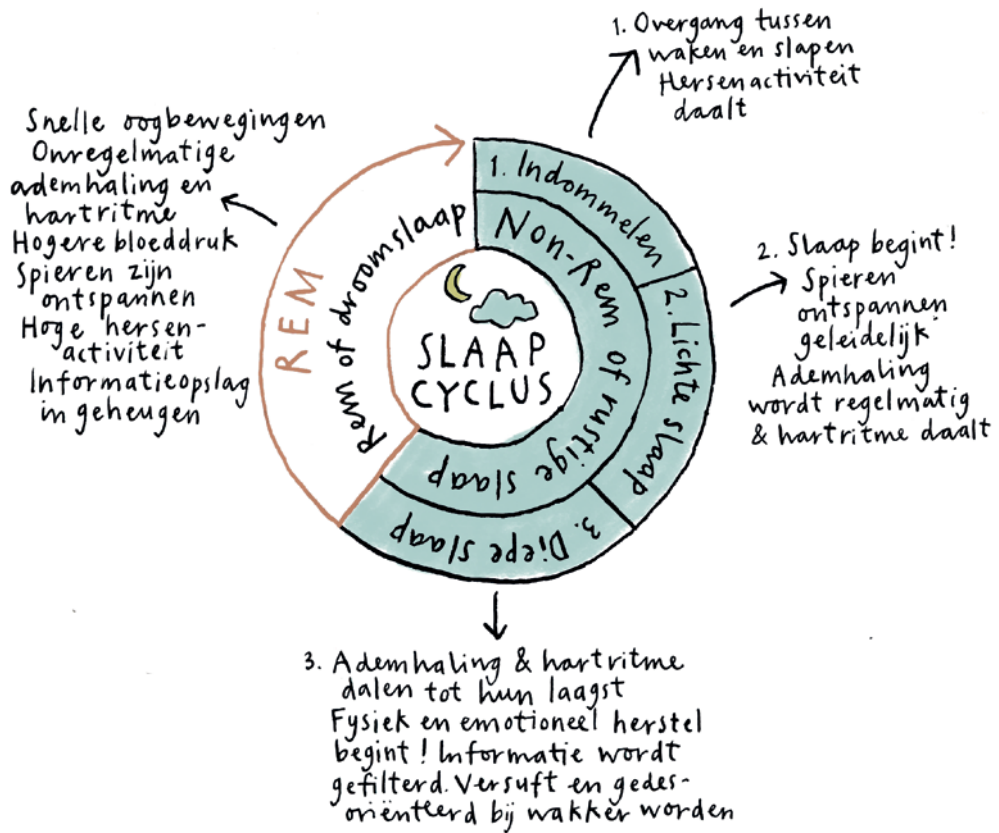 1. Overgang tussen
waken en slapen
Hersenactiviteit
daalt
Snelle oogbewegingen
Onregelmatige
ademhaling en
hartritme
Hogere bloeddruk
Spieren zijn
ontspannen
Hoge hersen-
activiteit
Informatieopslag
in geheugen
REM
Rem of droomslaap
SLAAP
CYCLUS
1. Indommelen
Non-Rem of rustige slaap
2. Lichte slaap
3. Diepe slaap
2. Slaap begint!
Spieren
ontspannen
geleidelijk
Ademhaling
wordt regelmatig
& hartritme daalt
3. Ademhaling & hartritme
dalen tot hun laagst
Fysiek en emotioneel herstel
begint! Informatie wordt
gefilterd. Versuft en gedes-
oriënteerd bij wakker worden